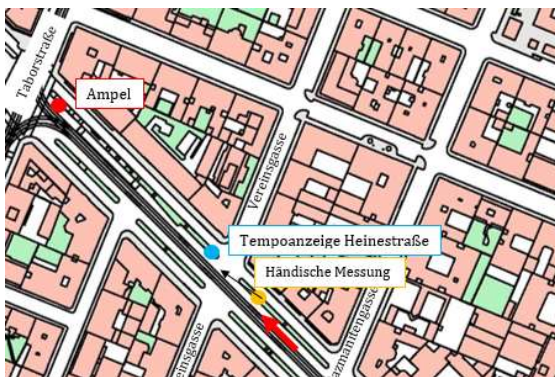 Taborstraße
Ampel
Vereinsgasse
Tempoanzeige Heinestraße
Händische Messung